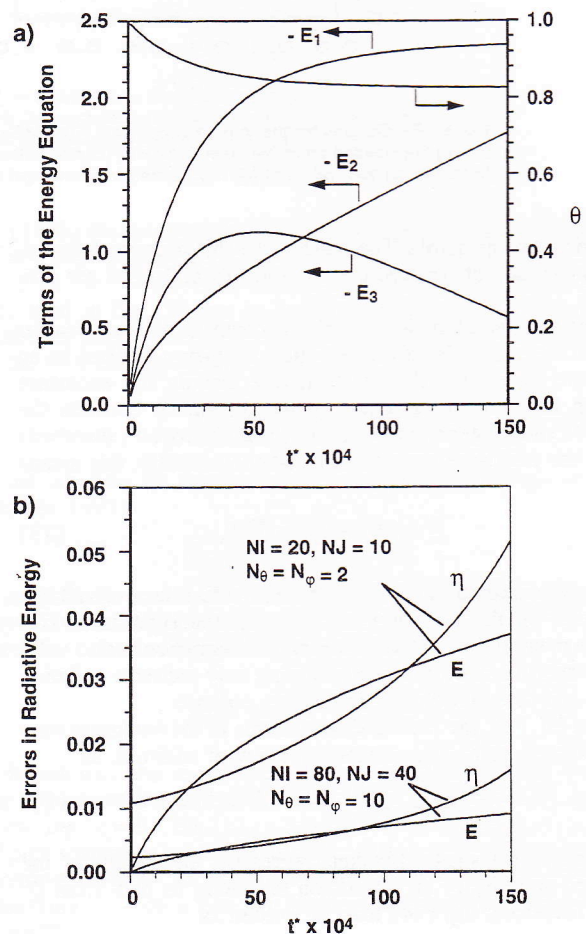 a)
- E1
- E2
- E3
Terms of the Energy Equation
3.0
2.5
2.0
1.5
1.0
0.5
0.0
1.0
0.8
0.6
0.4
0.2
0.0
θ
0
50
100
150
t* x 10⁴
b)
Errors in Radiative Energy
0.06
0.05
0.04
0.03
0.02
0.01
0.00
NI = 20, NJ = 10
Nθ = Nφ = 2
η
E
NI = 80, NJ = 40
Nθ = Nφ = 10
η
E
0
50
100
150
t* x 10⁴